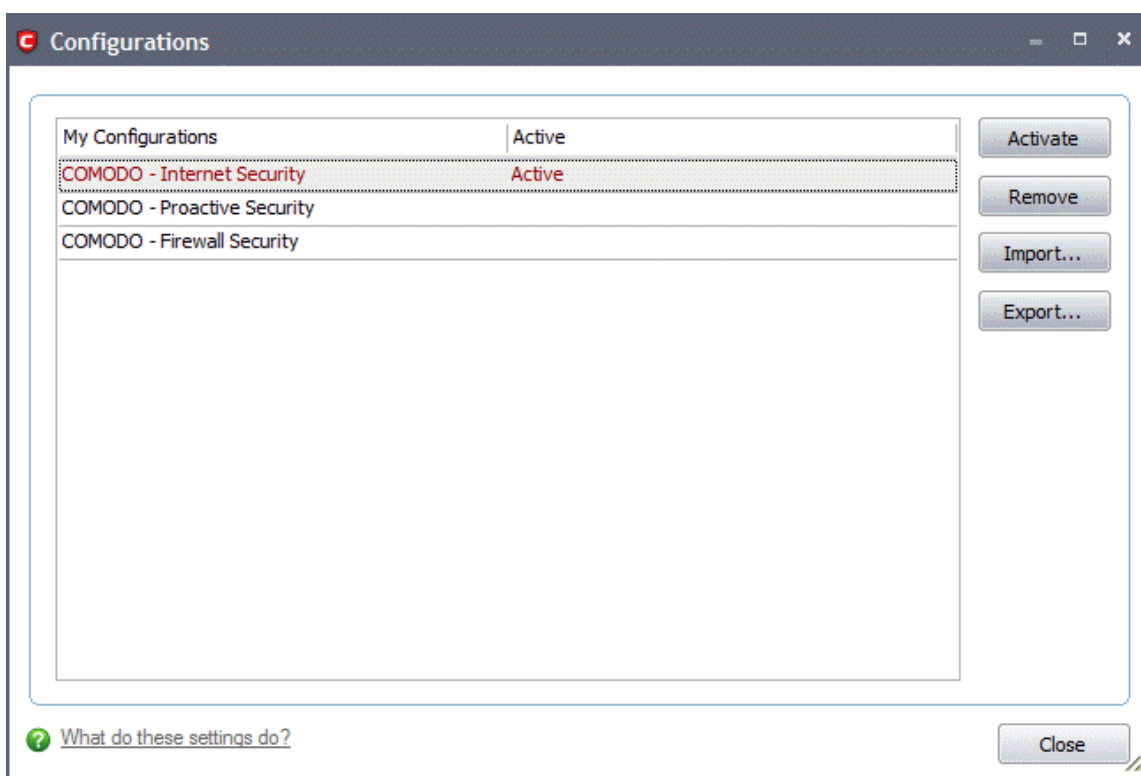 Configurations
My Configurations Active
COMODO - Internet Security Active
COMODO - Proactive Security
COMODO - Firewall Security
Activate
Remove
Import...
Export...
What do these settings do?
Close